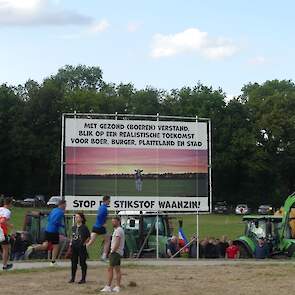 MET GEZOND (BOEREN) VERSTAND,
BLIK OP EEN REALISTISCHE TOEKOMST
VOOR BOER, BURGER, PLATTELAND EN STAD
STOP STIKSTOF WAANZIN!